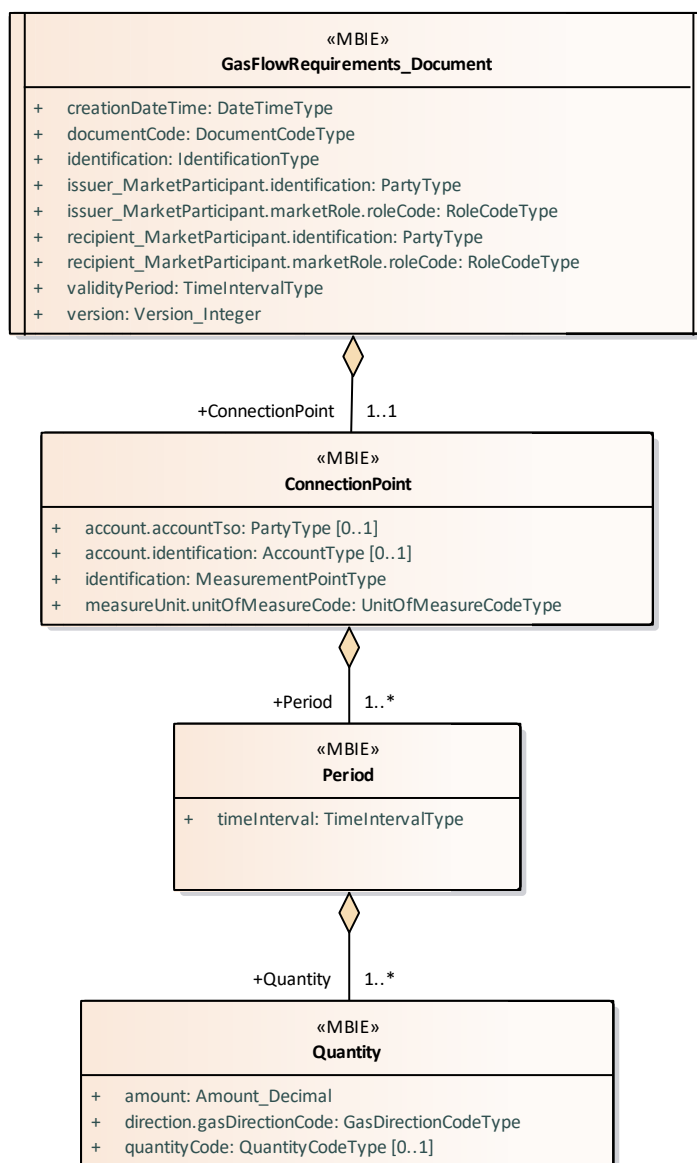 «MBIE»
GasFlowRequirements_Document
+ creationDateTime: DateTimeType
+ documentCode: DocumentCodeType
+ identification: IdentificationType
+ issuer_MarketParticipant.identification: PartyType
+ issuer_MarketParticipant.marketRole.roleCode: RoleCodeType
+ recipient_MarketParticipant.identification: PartyType
+ recipient_MarketParticipant.marketRole.roleCode: RoleCodeType
+ validityPeriod: TimeIntervalType
+ version: Version_Integer
+ConnectionPoint 1..1
«MBIE»
ConnectionPoint
+ account.accountTso: PartyType [0..1]
+ account.identification: AccountType [0..1]
+ identification: MeasurementPointType
+ measureUnit.unitOfMeasureCode: UnitOfMeasureCodeType
+Period 1..*
«MBIE»
Period
+ timeInterval: TimeIntervalType
+Quantity 1..*
«MBIE»
Quantity
+ amount: Amount_Decimal
+ direction.gasDirectionCode: GasDirectionCodeType
+ quantityCode: QuantityCodeType [0..1]